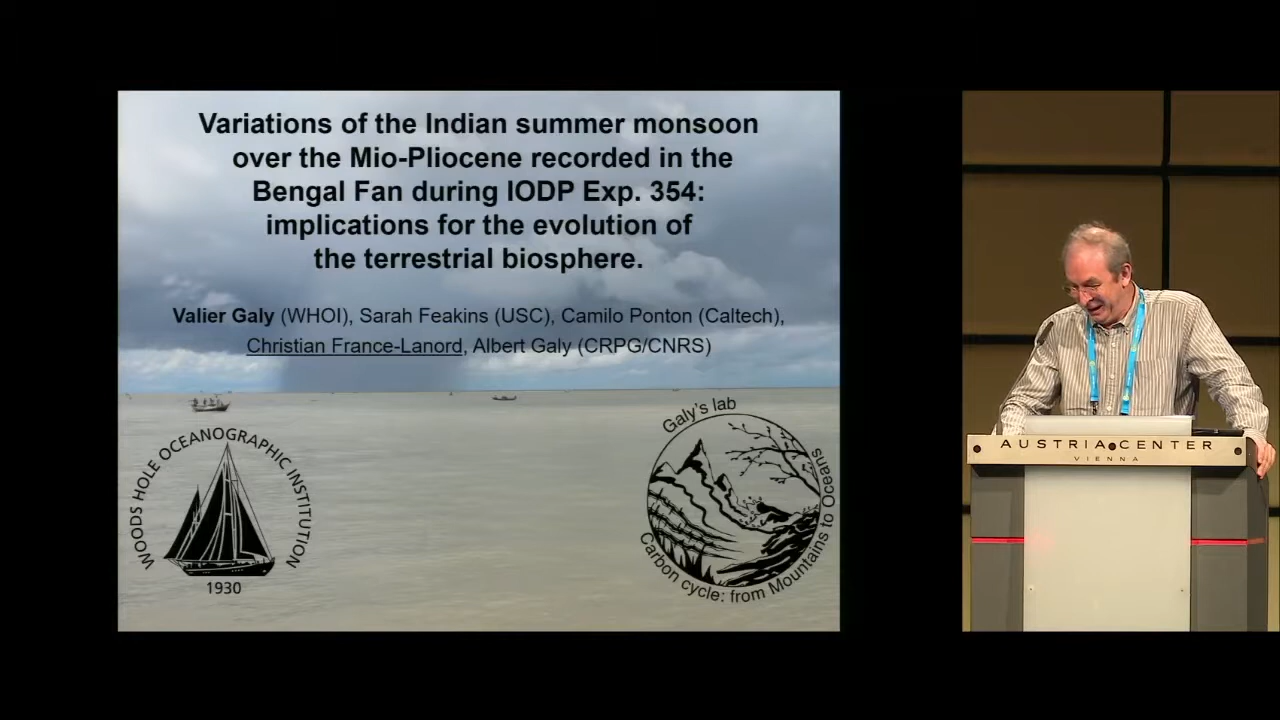 Variations of the Indian summer monsoon
over the Mio-Pliocene recorded in the
Bengal Fan during IODP Exp. 354:
implications for the evolution of
the terrestrial biosphere.
Valier Galy (WHOI), Sarah Feakins (USC), Camilo Ponton (Caltech),
Christian France-Lanord, Albert Galy (CRPG/CNRS)
WOODS HOLE OCEANOGRAPHIC INSTITUTION
1930
Galy's lab
Carbon cycle: from Mountains to Oceans
AUSTRIA CENTER
VIENNA